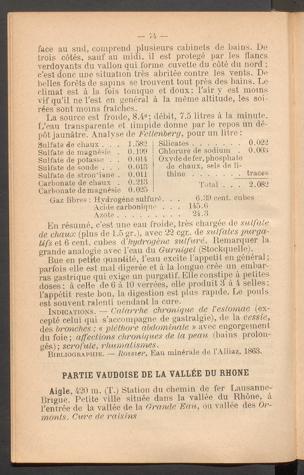 — 74 —
face au sud, comprend plusieurs cabinets de bains. De
trois côtés, sauf au midi, il est protégé par les flancs
verdoyants du vallon qui forme cuvette du côté du nord ;
c'est donc une situation très abritée contre les vents. De
belles forêts de sapins se trouvent tout près des bains. Le
climat est à la fois tonique et doux ; l'air y est moins
vif qu'il ne l'est en général à la même altitude, les soi-
rées sont moins fraîches.
La source est froide, 8.4° ; débit, 7.5 litres à la minute.
L'eau transparente et limpide donne par le repos un dé-
pôt jaunâtre. Analyse de Fellenberg, pour un litre :
Sulfate de chaux . . . 1.582 Silicates . . . . . . 0.022
Sulfate de magnésie . . 0.199 Chlorure de sodium . 0.003
Sulfate de potasse . . 0.014 Oxyde de fer, phosphate
Sulfate de soude . . . 0.013 de chaux, sels de li-
Sulfate de strontiane . 0.011 thine . . . . . . . traces
Carbonate de chaux . . 0.213 Total . . . 2.082
Carbonate de magnésie 0.025
Gaz libres : Hydrogène sulfuré. . . 6.39 cent. cubes
Acide carbonique . . . 145.6
Azote . . . . . . . 24.3
En résumé, c'est une eau froide, très chargée de sulfate
de chaux (plus de 1.5 gr.), avec 22 cgr. de sulfates purga-
tifs et 6 cent. cubes d'hydrogène sulfuré. Remarquer la
grande analogie avec l'eau du Gurnigel (Stockquelle).
Bue en petite quantité, l'eau excite l'appétit en général ;
parfois elle est mal digérée et à la longue crée un embar-
ras gastrique qui exige un purgatif. Elle constipe à petites
doses ; à celle de 6 à 10 verrées, elle produit 3 à 4 selles ;
l'appétit reste bon, la digestion est plus rapide. Le pouls
est souvent ralenti pendant la cure.
INDICATIONS. — Catarrhe chronique de l'estomac (ex-
cepté celui qui s'accompagne de gastralgie), de la vessie,
des bronches ; « pléthore abdominale » avec engorgement
du foie ; affections chroniques de la peau (bains prolon-
gés) ; scrofule, rhumatismes.
BIBLIOGRAPHIE. — Rossier, Eau minérale de l'Alliaz, 1863.
PARTIE VAUDOISE DE LA VALLÉE DU RHONE
Aigle, 420 m. (T.) Station du chemin de fer Lausanne-
Brigue. Petite ville située dans la vallée du Rhône, à
l'entrée de la vallée de la Grande Eau, ou vallée des Or-
monts. Cure de raisins